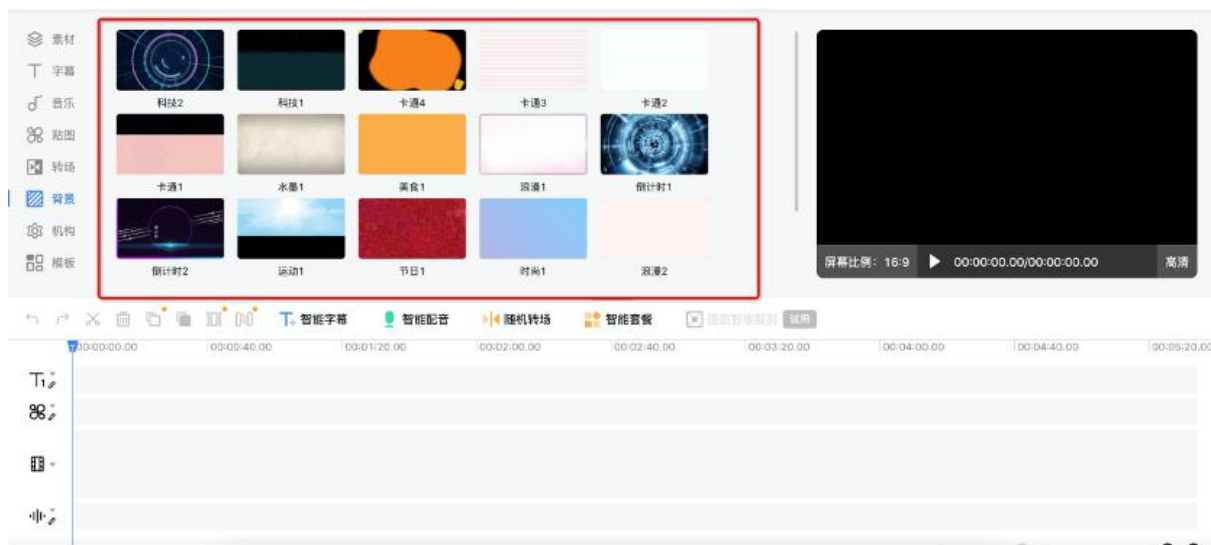 素材
字幕
音乐
贴图
转场
背景
机构
模板
科技2 科技1 卡通4 卡通3 卡通2
卡通1 水墨1 美食1 浪漫1 倒计时1
倒计时2 运动1 节日1 时尚1 浪漫2
屏幕比例: 16:9 00:00:00.00/00:00:00.00 高清
智能字幕 智能配音 随机转场 智能套餐 试用
00:00:00.00 00:00:40.00 00:01:20.00 00:02:00.00 00:02:40.00 00:03:20.00 00:04:00.00 00:04:40.00 00:05:20.00